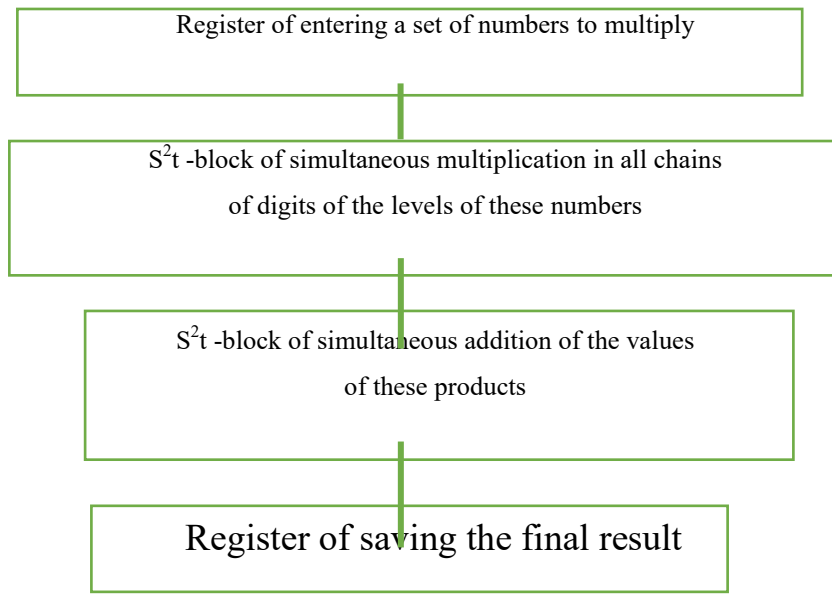 Register of entering a set of numbers to multiply
S²t -block of simultaneous multiplication in all chains
of digits of the levels of these numbers
S²t -block of simultaneous addition of the values
of these products
Register of saving the final result